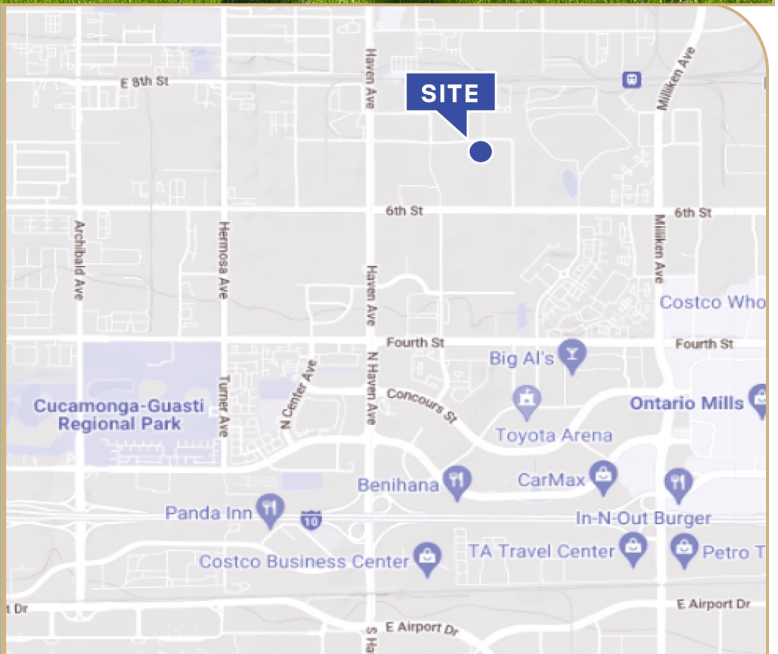 Haven Ave
Milliken Ave
E 8th St
SITE
6th St
6th St
Archibald Ave
Hermosa Ave
Milliken Ave
Haven Ave
Costco Who
Fourth St
Fourth St
Big Al's
N Haven Ave
N Center Ave
Turner Ave
Concours St
Cucamonga-Guasti
Regional Park
Ontario Mills
Toyota Arena
Benihana
CarMax
Panda Inn
10
In-N-Out Burger
Costco Business Center
TA Travel Center
Petro T
t Dr
E Airport Dr
E Airport Dr
S Ha